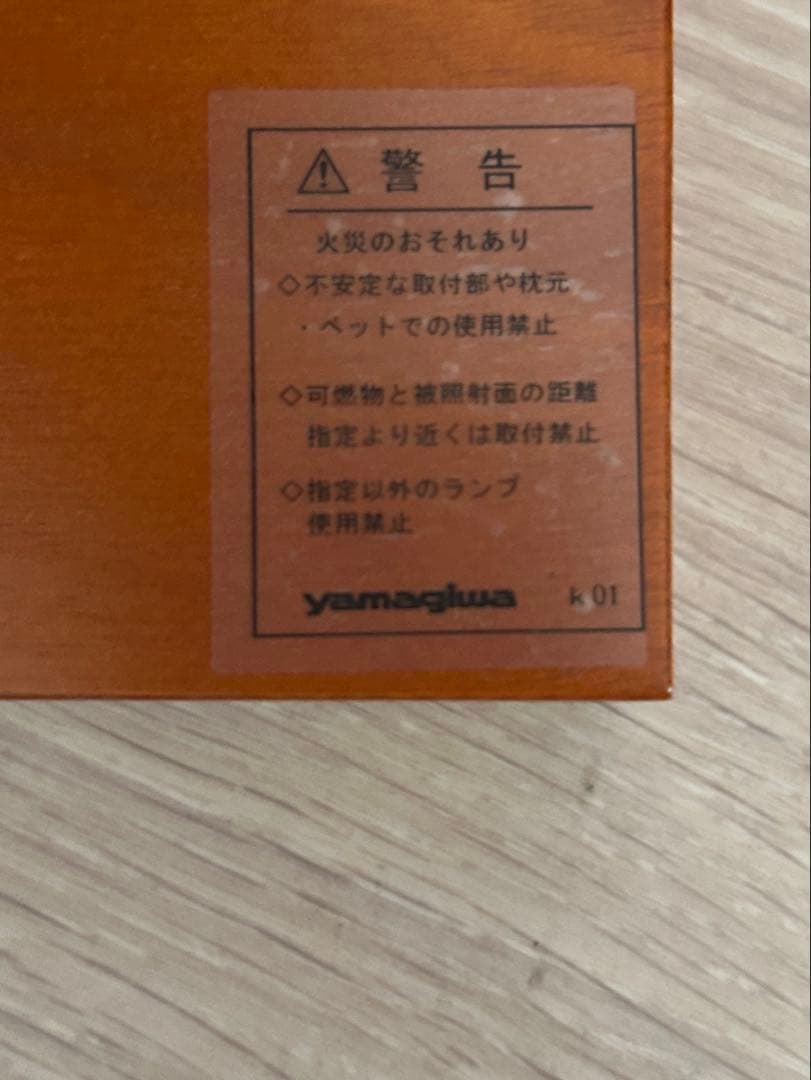 ⚠ 警 告
火災のおそれあり
◇不安定な取付部や枕元
・ペットでの使用禁止
◇可燃物と被照射面の距離
指定より近くは取付禁止
◇指定以外のランプ
使用禁止
yamagiwa k01